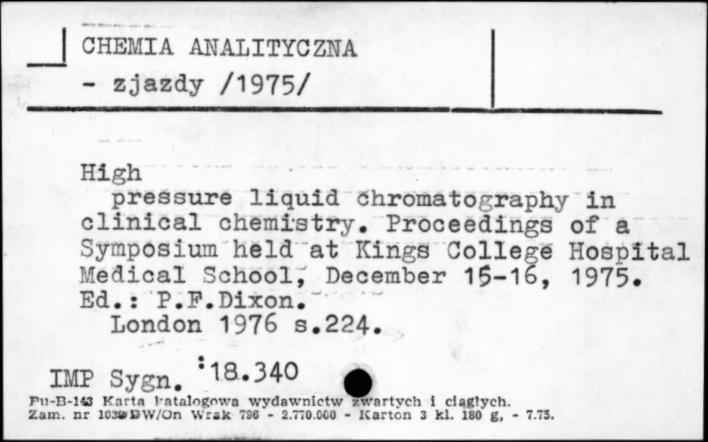 CHEMIA ANALITYCZNA
- zjazdy /1975/
High
pressure liquid chromatography in
clinical chemistry. Proceedings of a
Symposium held at Kings College Hospital
Medical School, December 15-16, 1975.
Ed.: P.F.Dixon.
London 1976 s.224.
IMP Sygn. :18.340
Pu-B-143 Karta katalogowa wydawnictw zwartych i ciągłych.
Zam. nr DW/On Wrak 796 - 2.770.000 - Karton 3 kl. 180 g, - 7.75.